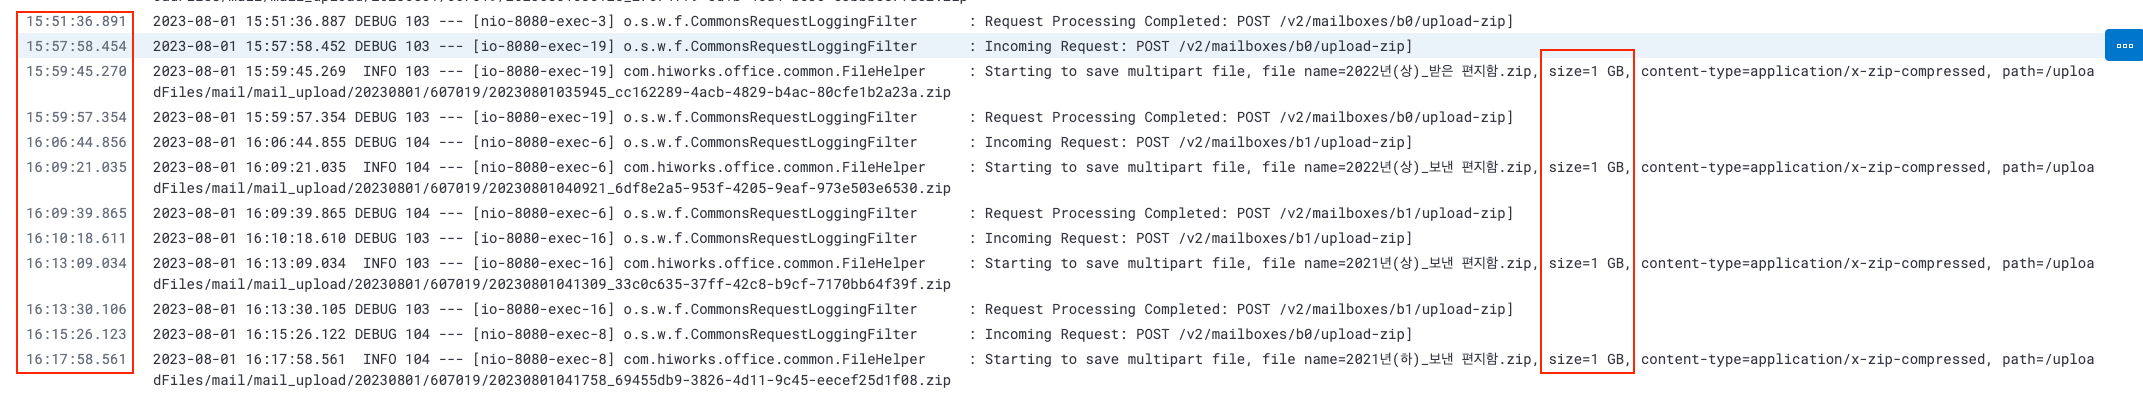 15:51:36.891 2023-08-01 15:51:36.887 DEBUG 103 --- [nio-8080-exec-3] o.s.w.f.CommonsRequestLoggingFilter : Request Processing Completed: POST /v2/mailboxes/b0/upload-zip]
15:57:58.454 2023-08-01 15:57:58.452 DEBUG 103 --- [io-8080-exec-19] o.s.w.f.CommonsRequestLoggingFilter : Incoming Request: POST /v2/mailboxes/b0/upload-zip]
15:59:45.270 2023-08-01 15:59:45.269 INFO 103 --- [io-8080-exec-19] com.hiworks.office.common.FileHelper : Starting to save multipart file, file name=2022년(상)_받은 편지함.zip, size=1 GB, content-type=application/x-zip-compressed, path=/uploa
dFiles/mail/mail_upload/20230801/607019/20230801035945_cc162289-4acb-4829-b4ac-80cfe1b2a23a.zip
15:59:57.354 2023-08-01 15:59:57.354 DEBUG 103 --- [io-8080-exec-19] o.s.w.f.CommonsRequestLoggingFilter : Request Processing Completed: POST /v2/mailboxes/b0/upload-zip]
16:06:44.856 2023-08-01 16:06:44.855 DEBUG 104 --- [nio-8080-exec-6] o.s.w.f.CommonsRequestLoggingFilter : Incoming Request: POST /v2/mailboxes/b1/upload-zip]
16:09:21.035 2023-08-01 16:09:21.035 INFO 104 --- [nio-8080-exec-6] com.hiworks.office.common.FileHelper : Starting to save multipart file, file name=2022년(상)_보낸 편지함.zip, size=1 GB, content-type=application/x-zip-compressed, path=/uploa
dFiles/mail/mail_upload/20230801/607019/20230801040921_6df8e2a5-953f-4205-9eaf-973e503e6530.zip
16:09:39.865 2023-08-01 16:09:39.865 DEBUG 104 --- [nio-8080-exec-6] o.s.w.f.CommonsRequestLoggingFilter : Request Processing Completed: POST /v2/mailboxes/b1/upload-zip]
16:10:18.611 2023-08-01 16:10:18.610 DEBUG 103 --- [io-8080-exec-16] o.s.w.f.CommonsRequestLoggingFilter : Incoming Request: POST /v2/mailboxes/b1/upload-zip]
16:13:09.034 2023-08-01 16:13:09.034 INFO 103 --- [io-8080-exec-16] com.hiworks.office.common.FileHelper : Starting to save multipart file, file name=2021년(상)_보낸 편지함.zip, size=1 GB, content-type=application/x-zip-compressed, path=/uploa
dFiles/mail/mail_upload/20230801/607019/20230801041309_33c0c635-37ff-42c8-b9cf-7170bb64f39f.zip
16:13:30.106 2023-08-01 16:13:30.105 DEBUG 103 --- [io-8080-exec-16] o.s.w.f.CommonsRequestLoggingFilter : Request Processing Completed: POST /v2/mailboxes/b1/upload-zip]
16:15:26.123 2023-08-01 16:15:26.122 DEBUG 104 --- [nio-8080-exec-8] o.s.w.f.CommonsRequestLoggingFilter : Incoming Request: POST /v2/mailboxes/b0/upload-zip]
16:17:58.561 2023-08-01 16:17:58.561 INFO 104 --- [nio-8080-exec-8] com.hiworks.office.common.FileHelper : Starting to save multipart file, file name=2021년(하)_보낸 편지함.zip, size=1 GB, content-type=application/x-zip-compressed, path=/uploa
dFiles/mail/mail_upload/20230801/607019/20230801041758_69455db9-3826-4d11-9c45-eecef25d1f08.zip